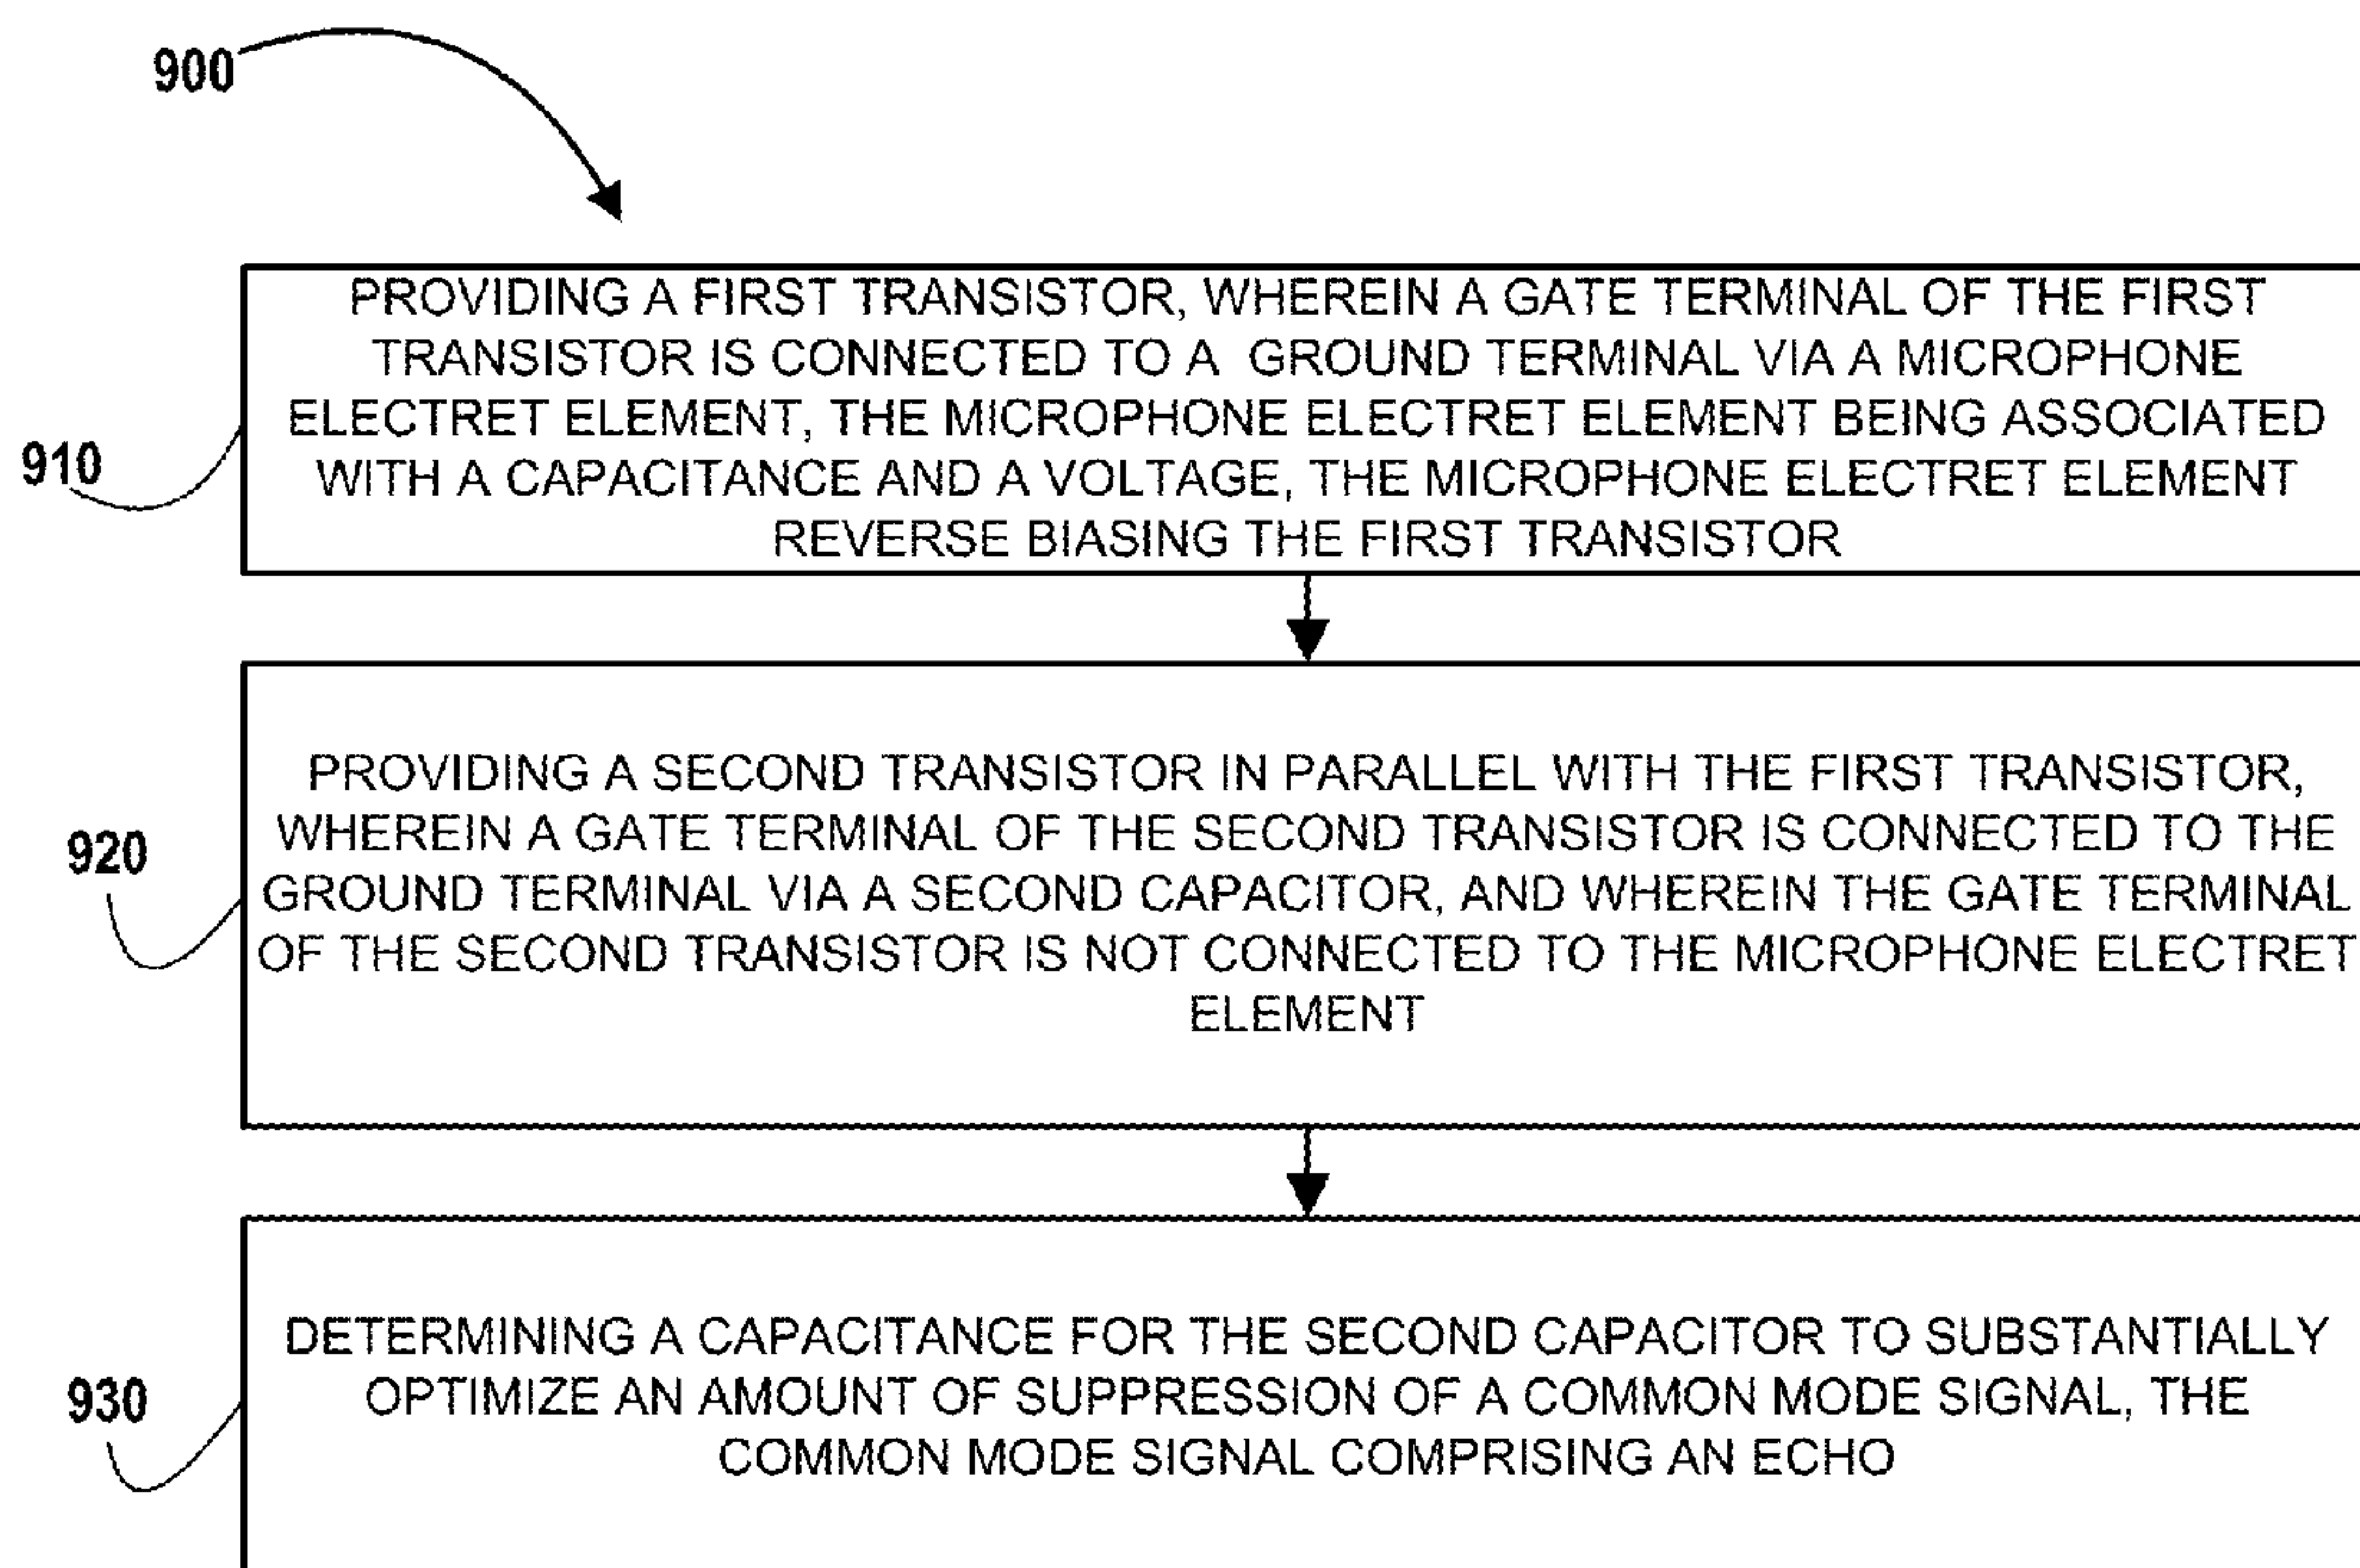 900
PROVIDING A FIRST TRANSISTOR, WHEREIN A GATE TERMINAL OF THE FIRST
TRANSISTOR IS CONNECTED TO A GROUND TERMINAL VIA A MICROPHONE
ELECTRET ELEMENT, THE MICROPHONE ELECTRET ELEMENT BEING ASSOCIATED
WITH A CAPACITANCE AND A VOLTAGE, THE MICROPHONE ELECTRET ELEMENT
REVERSE BIASING THE FIRST TRANSISTOR
910
PROVIDING A SECOND TRANSISTOR IN PARALLEL WITH THE FIRST TRANSISTOR,
WHEREIN A GATE TERMINAL OF THE SECOND TRANSISTOR IS CONNECTED TO THE
GROUND TERMINAL VIA A SECOND CAPACITOR, AND WHEREIN THE GATE TERMINAL
OF THE SECOND TRANSISTOR IS NOT CONNECTED TO THE MICROPHONE ELECTRET
ELEMENT
920
DETERMINING A CAPACITANCE FOR THE SECOND CAPACITOR TO SUBSTANTIALLY
OPTIMIZE AN AMOUNT OF SUPPRESSION OF A COMMON MODE SIGNAL, THE
COMMON MODE SIGNAL COMPRISING AN ECHO
930